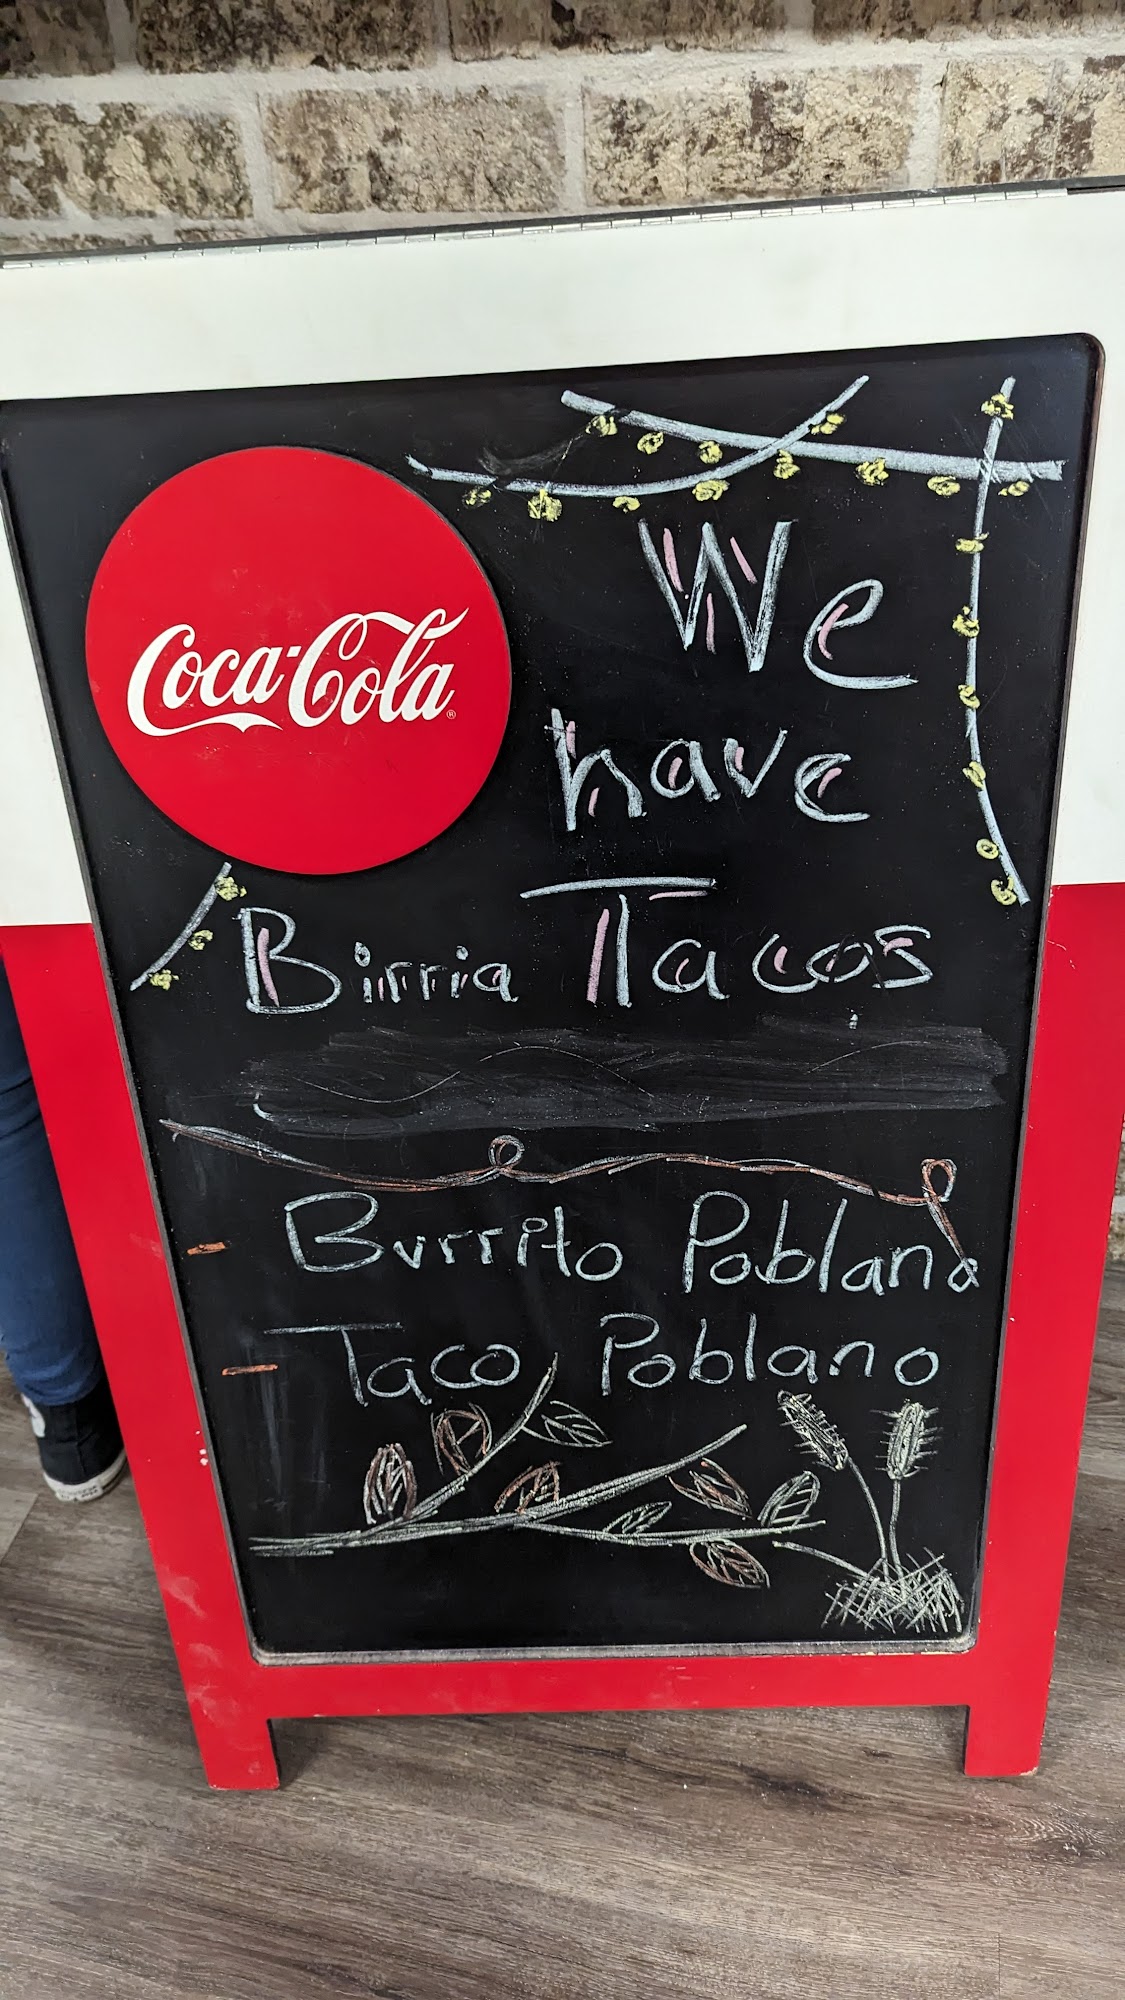 Coca-Cola®
We
have
Birria Tacos
- Burrito Poblano
- Taco Poblano